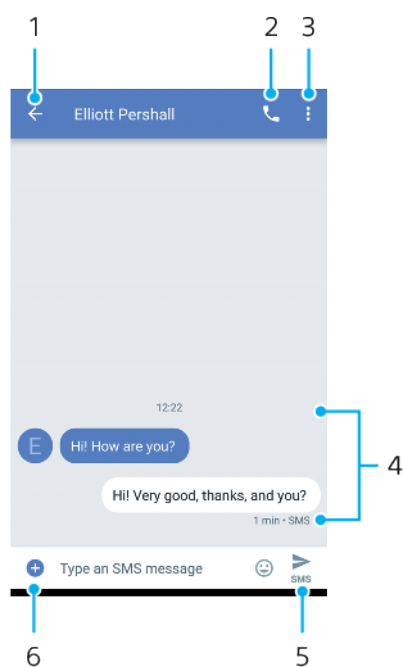 1 2 3
Elliott Pershall
12:22
E Hi! How are you?
4
Hi! Very good, thanks, and you?
1 min • SMS
Type an SMS message
SMS
6 5